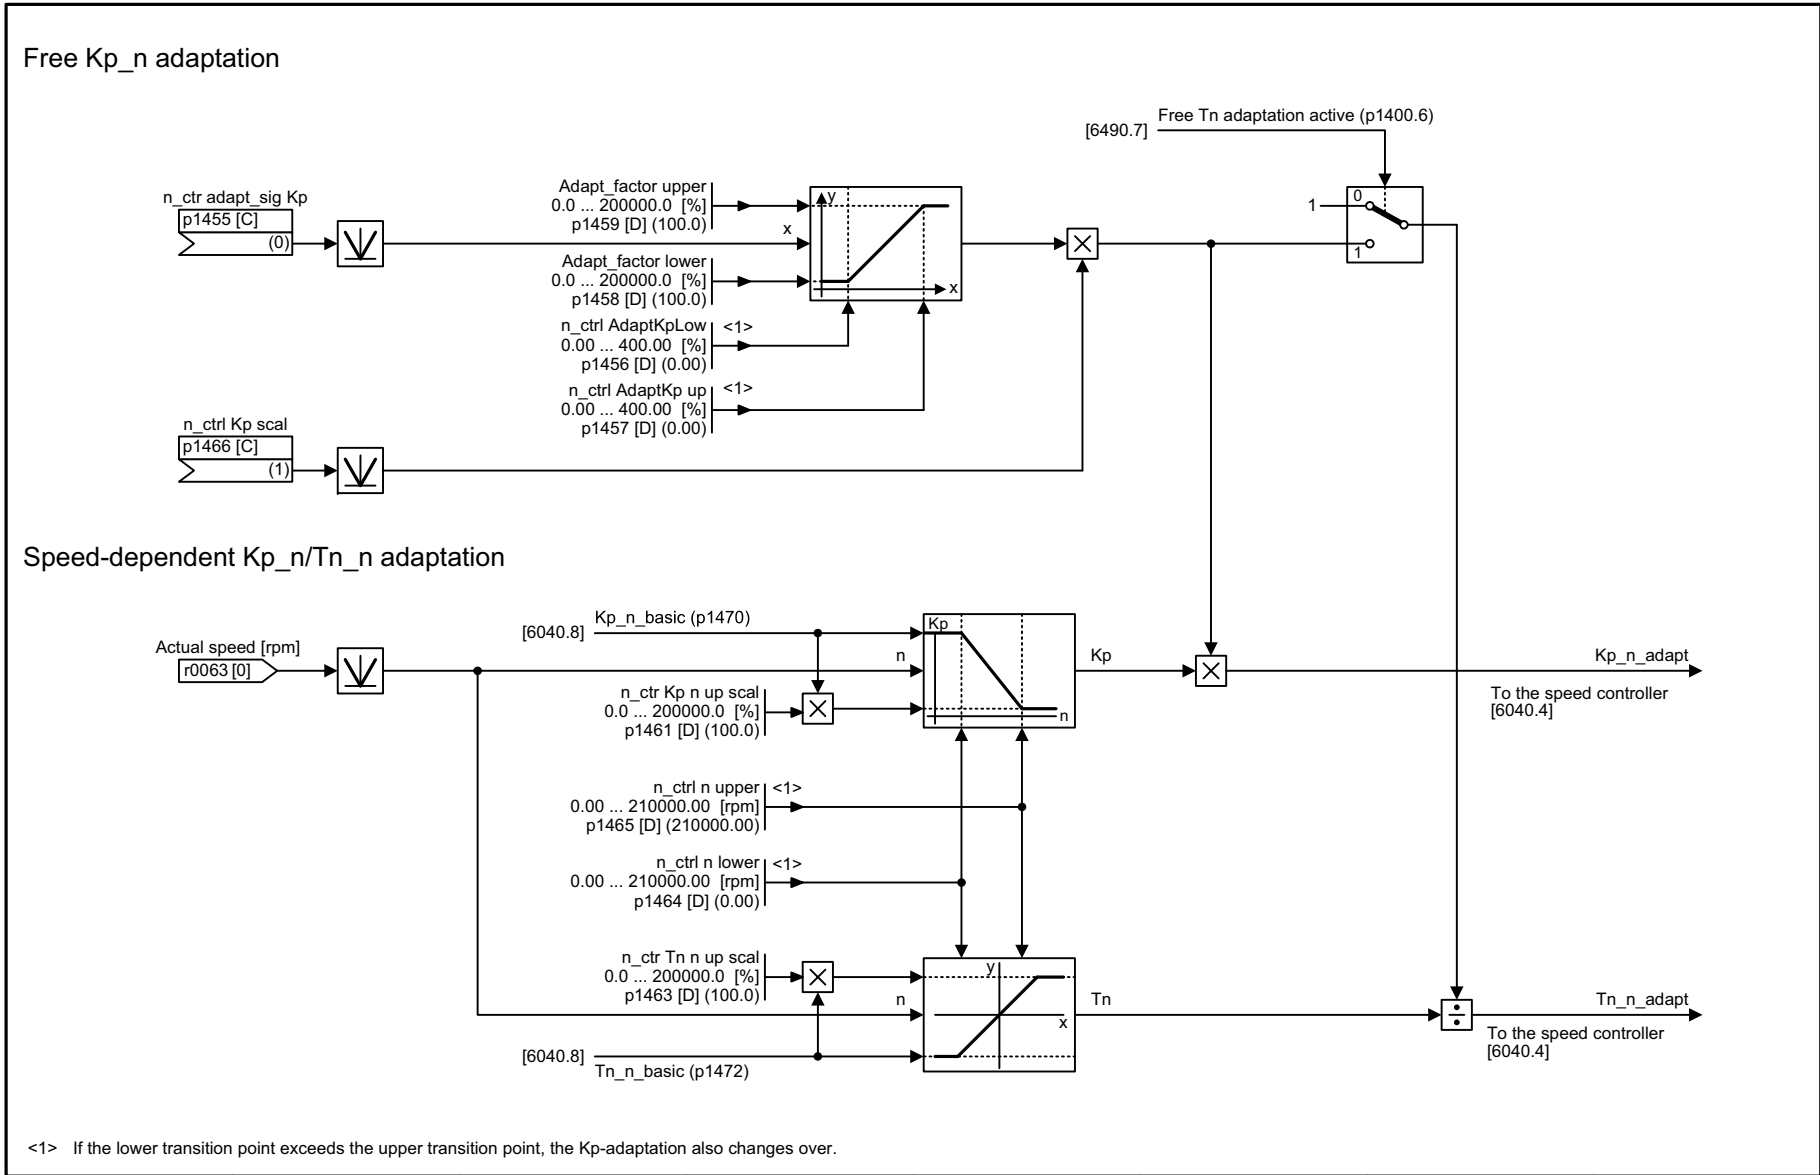 Free Kp_n adaptation
Free Tn adaptation active (p1400.6)
[6490.7]
n_ctr adapt_sig Kp
p1455 [C]
(0)
Adapt_factor upper
0.0 ... 200000.0 [%]
p1459 [D] (100.0)
x
Adapt_factor lower
0.0 ... 200000.0 [%]
p1458 [D] (100.0)
y
x
1
0
1
n_ctrl AdaptKpLow
<1>
0.00 ... 400.00 [%]
p1456 [D] (0.00)
n_ctrl AdaptKp up
<1>
0.00 ... 400.00 [%]
p1457 [D] (0.00)
n_ctrl Kp scal
p1466 [C]
(1)
Speed-dependent Kp_n/Tn_n adaptation
Kp_n_basic (p1470)
[6040.8]
Actual speed [rpm]
r0063 [0]
n
Kp
n
Kp
Kp_n_adapt
To the speed controller
[6040.4]
n_ctr Kp n up scal
0.0 ... 200000.0 [%]
p1461 [D] (100.0)
n_ctrl n upper
<1>
0.00 ... 210000.00 [rpm]
p1465 [D] (210000.00)
n_ctrl n lower
<1>
0.00 ... 210000.00 [rpm]
p1464 [D] (0.00)
n_ctr Tn n up scal
0.0 ... 200000.0 [%]
p1463 [D] (100.0)
n
y
x
Tn
Tn_n_adapt
To the speed controller
[6040.4]
[6040.8]
Tn_n_basic (p1472)
<1> If the lower transition point exceeds the upper transition point, the Kp-adaptation also changes over.